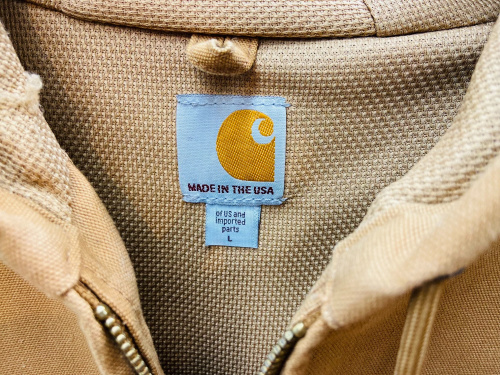 MADE IN THE USA
of US and
imported
parts
L